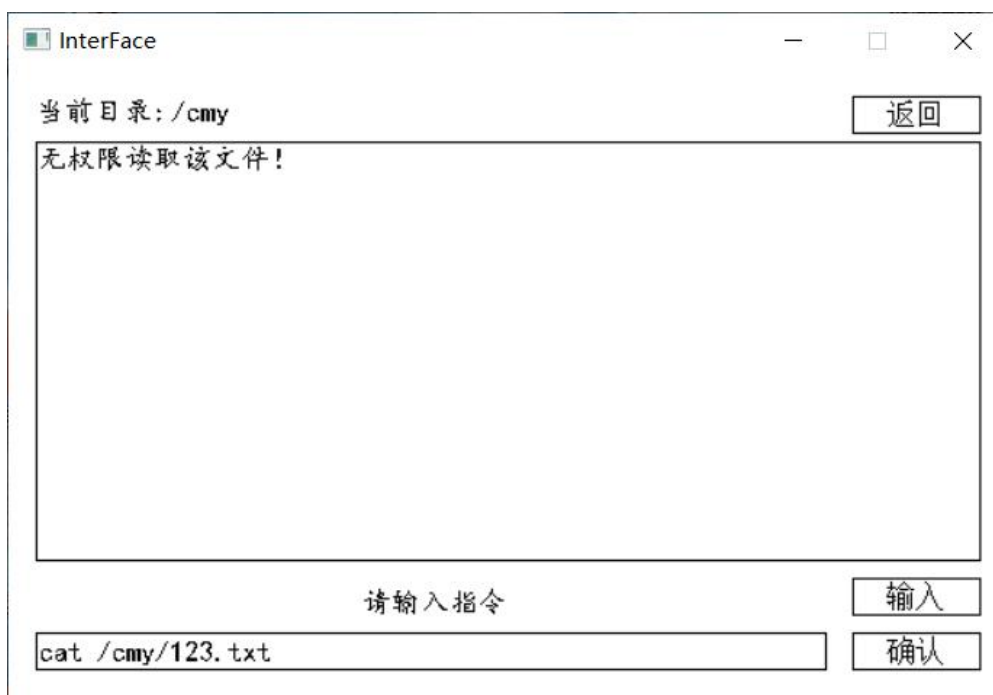 InterFace
当前目录:/cmy
返回
无权限读取该文件!
请输入指令
输入
cat /cmy/123.txt
确认